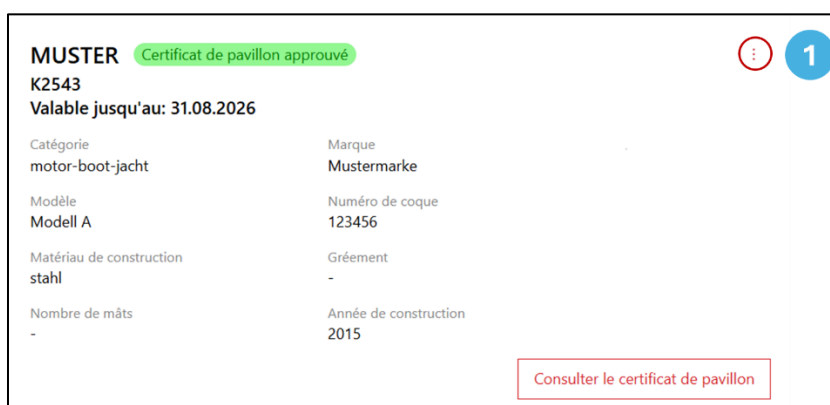 MUSTER Certificat de pavillon approuvé
1
K2543
Valable jusqu'au: 31.08.2026
Catégorie Marque
motor-boot-jacht Mustermarke
Modèle Numéro de coque
Modell A 123456
Matériau de construction Gréement
stahl -
Nombre de mâts Année de construction
- 2015
Consulter le certificat de pavillon